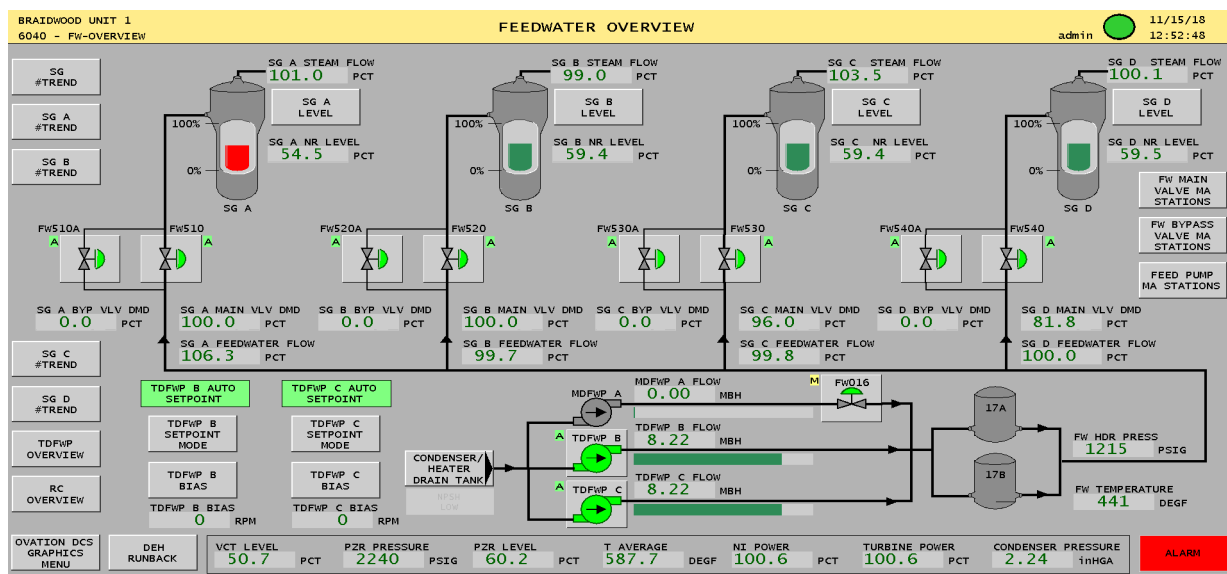 BRAIDWOOD UNIT 1
6040 - FW-OVERVIEW
FEEDWATER OVERVIEW
admin
11/15/18
12:52:48
SG
#TREND
SG A
#TREND
SG B
#TREND
SG A STEAM FLOW
101.0 PCT
SG A
LEVEL
100%
0%
SG A NR LEVEL
54.5 PCT
SG A
SG B STEAM FLOW
99.0 PCT
SG B
LEVEL
100%
0%
SG B NR LEVEL
59.4 PCT
SG B
SG C STEAM FLOW
103.5 PCT
SG C
LEVEL
100%
0%
SG C NR LEVEL
59.4 PCT
SG C
SG D STEAM FLOW
100.1 PCT
SG D
LEVEL
100%
0%
SG D NR LEVEL
59.5 PCT
SG D
FW MAIN
VALVE MA
STATIONS
FW BYPASS
VALVE MA
STATIONS
FEED PUMP
MA STATIONS
FW510A
A
FW510
A
FW520A
A
FW520
A
FW530A
A
FW530
A
FW540A
A
FW540
A
SG A BYP VLV DMD
0.0 PCT
SG A MAIN VLV DMD
100.0 PCT
SG B BYP VLV DMD
0.0 PCT
SG B MAIN VLV DMD
100.0 PCT
SG C BYP VLV DMD
0.0 PCT
SG C MAIN VLV DMD
96.0 PCT
SG D BYP VLV DMD
0.0 PCT
SG D MAIN VLV DMD
81.8 PCT
SG A FEEDWATER FLOW
106.3 PCT
SG B FEEDWATER FLOW
99.7 PCT
SG C FEEDWATER FLOW
99.8 PCT
SG D FEEDWATER FLOW
100.0 PCT
SG C
#TREND
SG D
#TREND
TDFWP
OVERVIEW
RC
OVERVIEW
TDFWP B AUTO
SETPOINT
TDFWP B
SETPOINT
MODE
TDFWP B
BIAS
TDFWP B BIAS
0 RPM
TDFWP C AUTO
SETPOINT
TDFWP C
SETPOINT
MODE
TDFWP C
BIAS
TDFWP C BIAS
0 RPM
CONDENSER/
HEATER
DRAIN TANK
NPSH
LOW
MDFWP A
MDFWP A FLOW
0.00 MBH
A
TDFWP B
TDFWP B FLOW
8.22 MBH
A
TDFWP C
TDFWP C FLOW
8.22 MBH
M
FW016
17A
17B
FW HDR PRESS
1215 PSIG
FW TEMPERATURE
441 DEGF
OVATION DCS
GRAPHICS
MENU
DEH
RUNBACK
VCT LEVEL
50.7 PCT
PZR PRESSURE
2240 PSIG
PZR LEVEL
60.2 PCT
T AVERAGE
587.7 DEGF
NI POWER
100.6 PCT
TURBINE POWER
100.6 PCT
CONDENSER PRESSURE
2.24 inHGA
ALARM